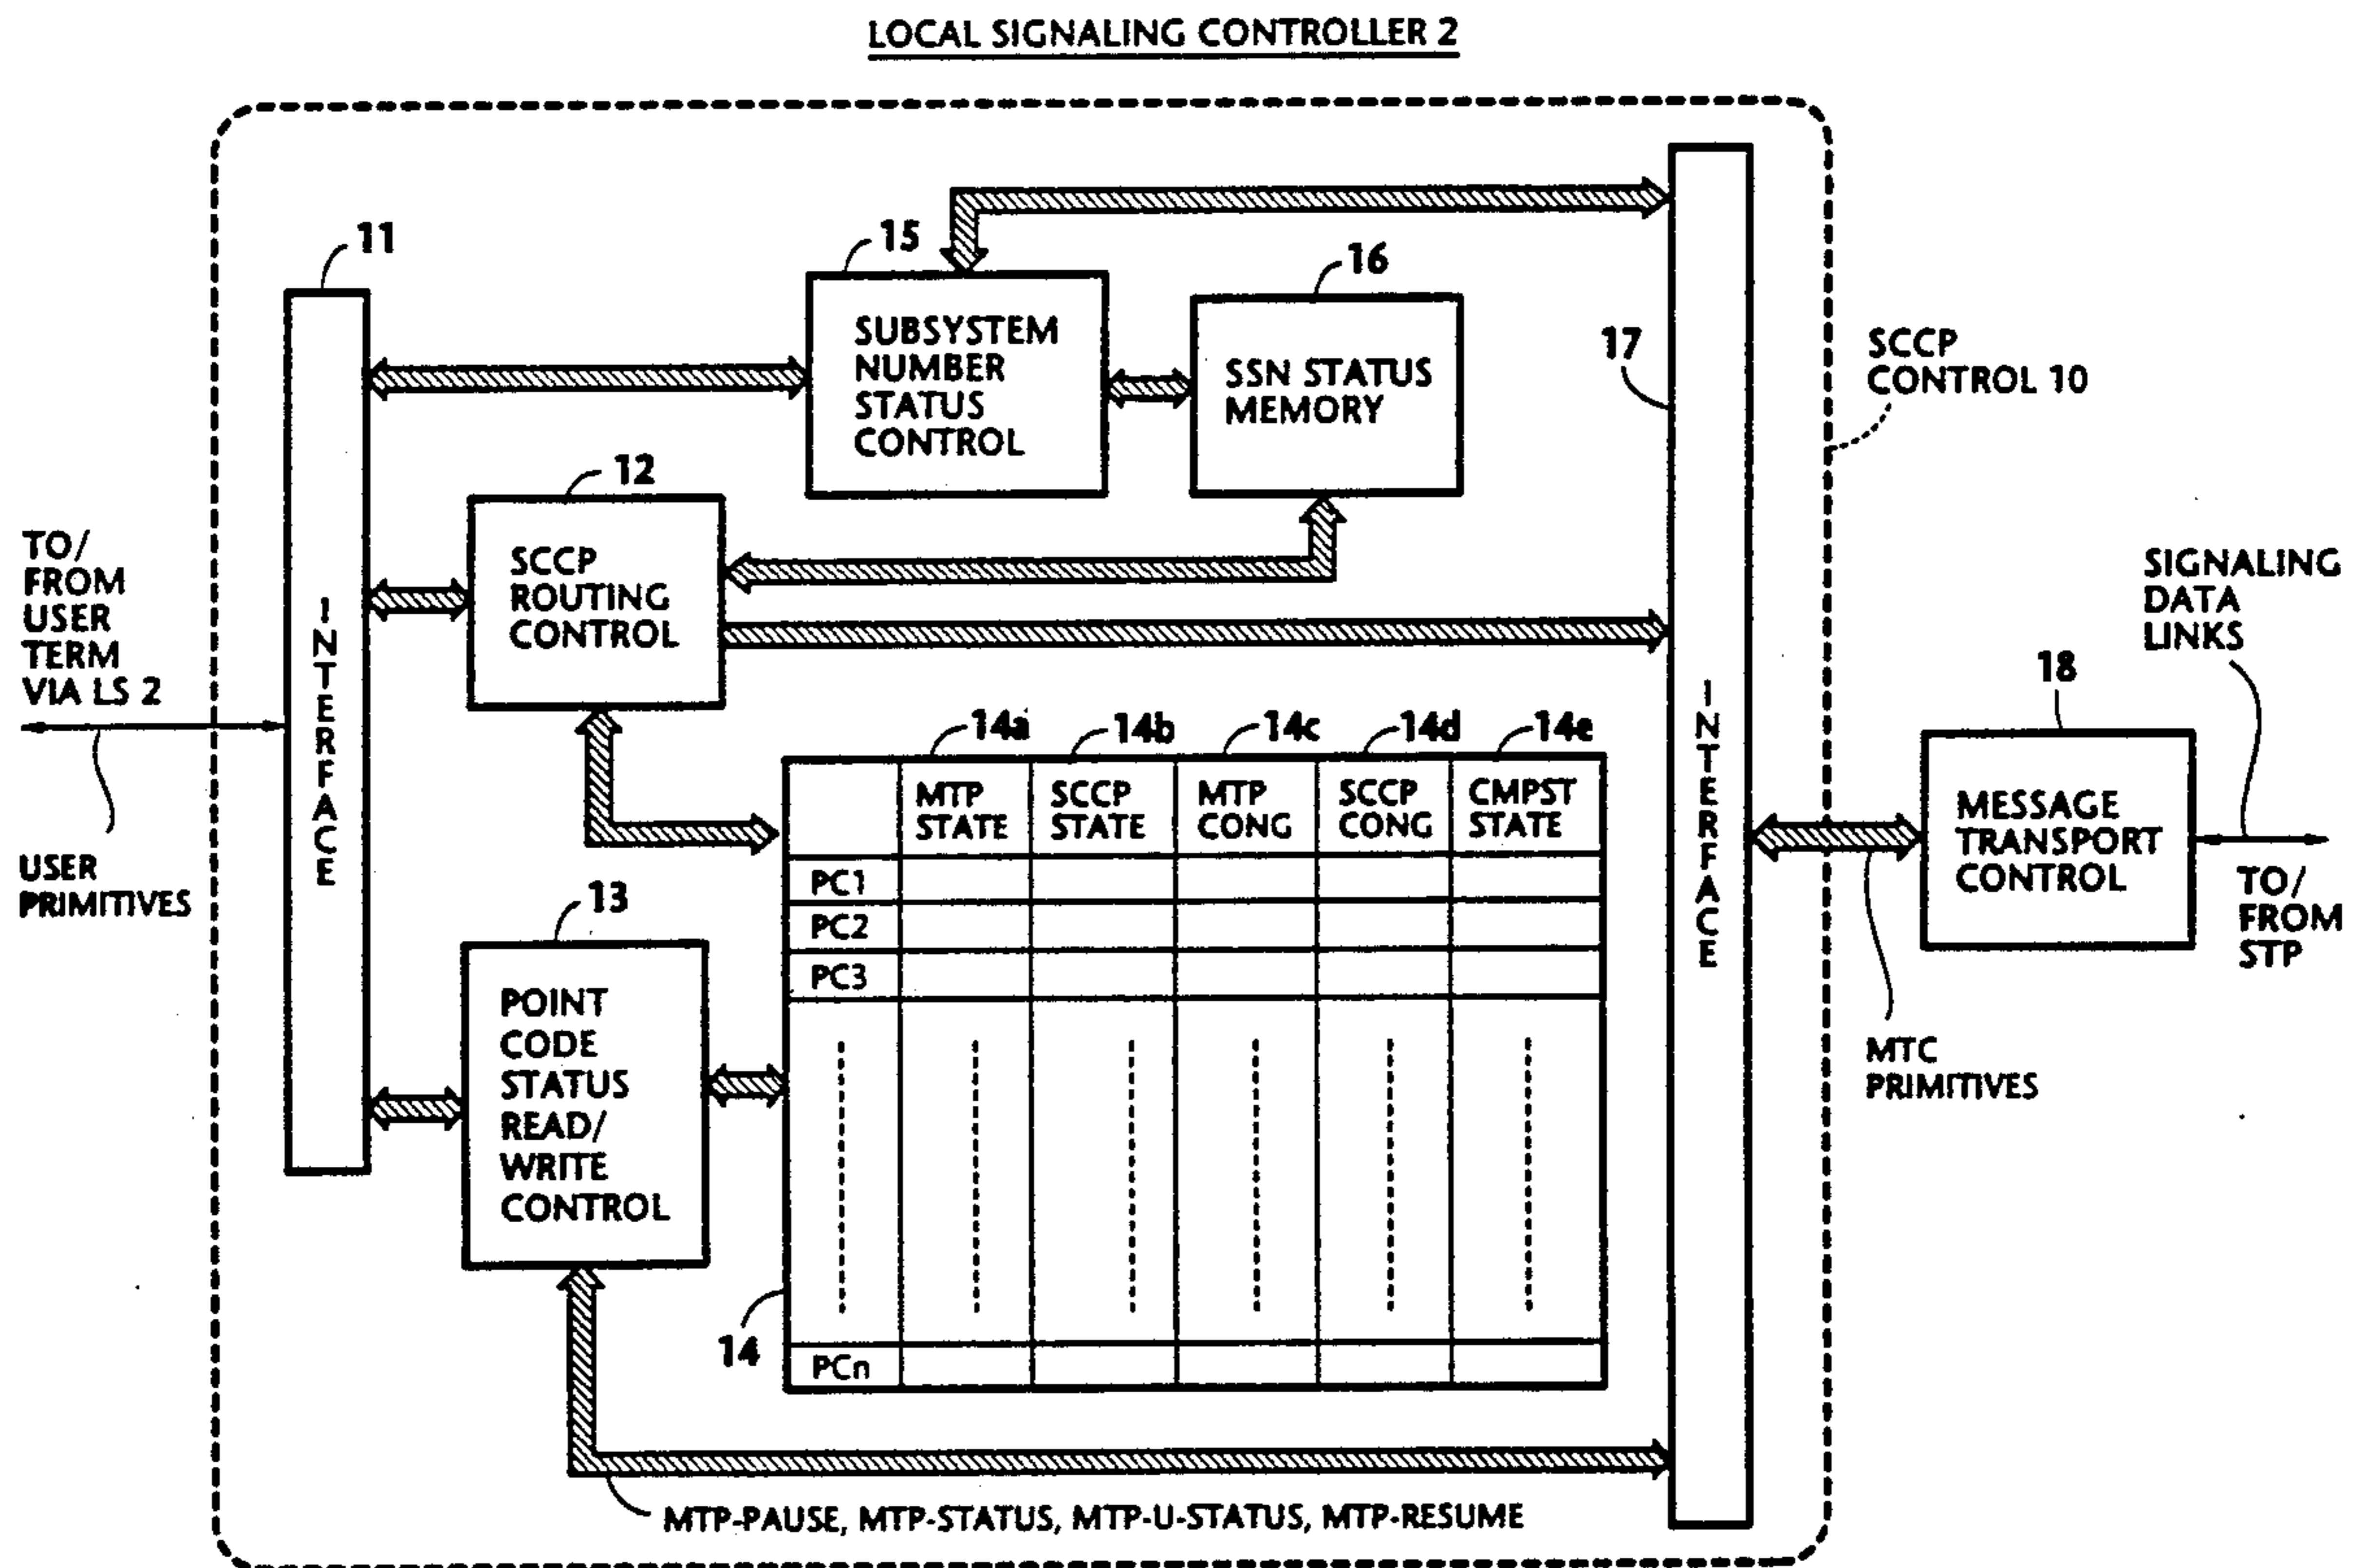 LOCAL SIGNALING CONTROLLER 2
11
15
16
SUBSYSTEM
NUMBER
STATUS
CONTROL
SSN STATUS
MEMORY
17
SCCP
CONTROL 10
12
SCCP
ROUTING
CONTROL
TO/
FROM
USER
TERM
VIA LS 2
USER
PRIMITIVES
INTERFACE
SIGNALING
DATA
LINKS
18
MESSAGE
TRANSPORT
CONTROL
TO/
FROM
STP
MTC
PRIMITIVES
INTERFACE
14a 14b 14c 14d 14e
MTP SCCP MTP SCCP CMPST
STATE STATE CONG CONG STATE
PC1
PC2
PC3
PCn
14
13
POINT
CODE
STATUS
READ/
WRITE
CONTROL
MTP-PAUSE, MTP-STATUS, MTP-U-STATUS, MTP-RESUME